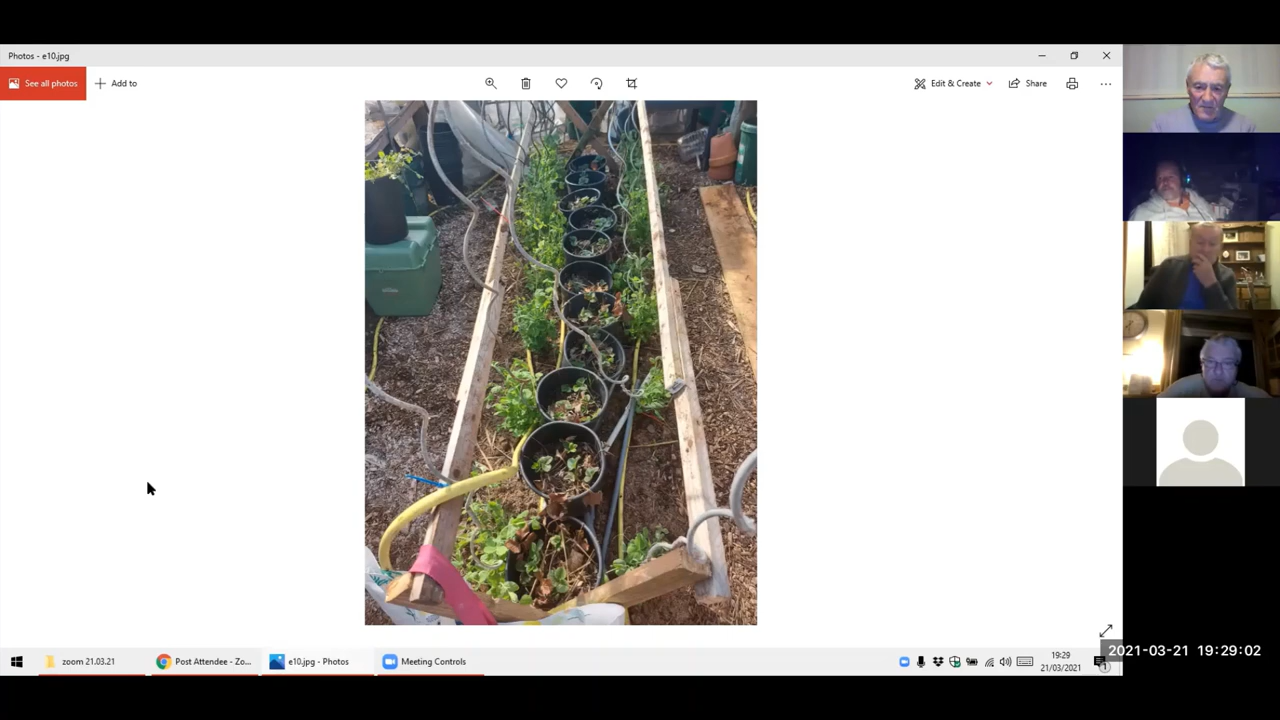 Photos - e10.jpg
See all photos
Add to
Edit & Create
Share
zoom 21.03.21
Post Attendee - Zo...
e10.jpg - Photos
Meeting Controls
19:29
21/03/2021
1
2021-03-21 19:29:02